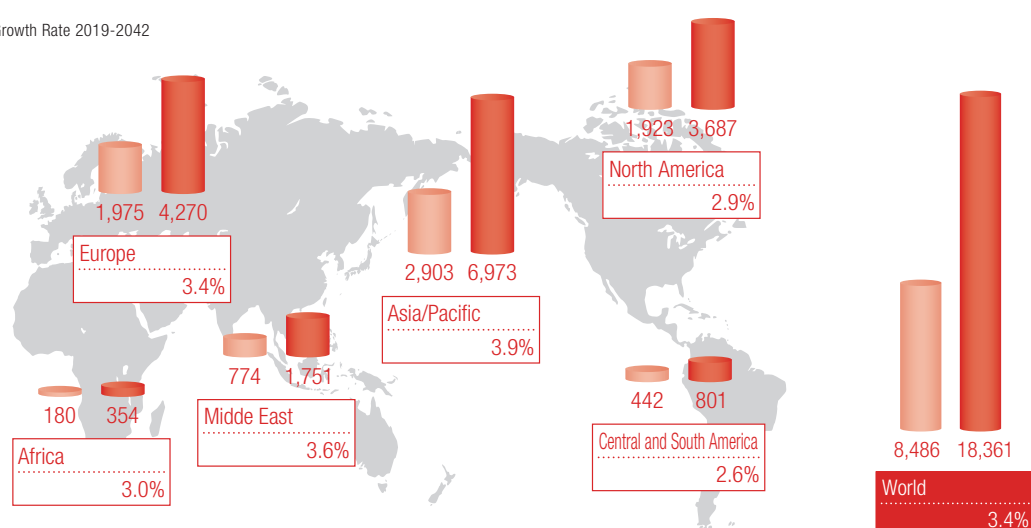 Growth Rate 2019-2042
1,923 3,687
North America
2.9%
1,975 4,270
Europe
3.4%
2,903 6,973
Asia/Pacific
3.9%
774 1,751
Midde East
3.6%
180 354
Africa
3.0%
442 801
Central and South America
2.6%
8,486 18,361
World
3.4%